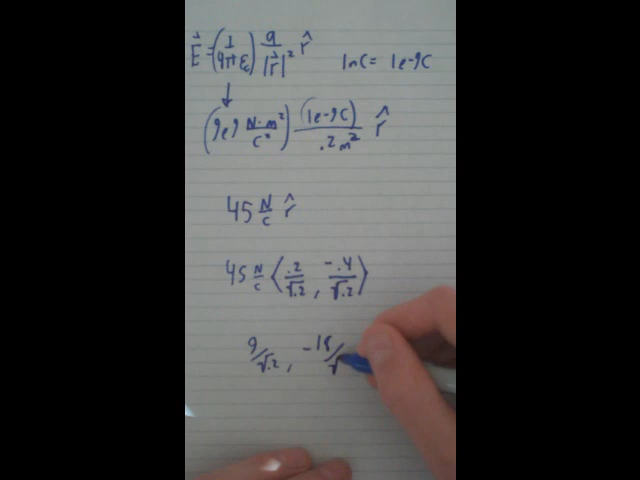 E⃗ = (1/4πε₀) q/|r⃗|² r̂   1nC = 1e-9C
↓
(9e9 N·m²/C²) (1e-9C)/.2m² r̂
45 N/C r̂
45 N/C ⟨.2/√.2, -.4/√.2⟩
9/√.2, -18/√